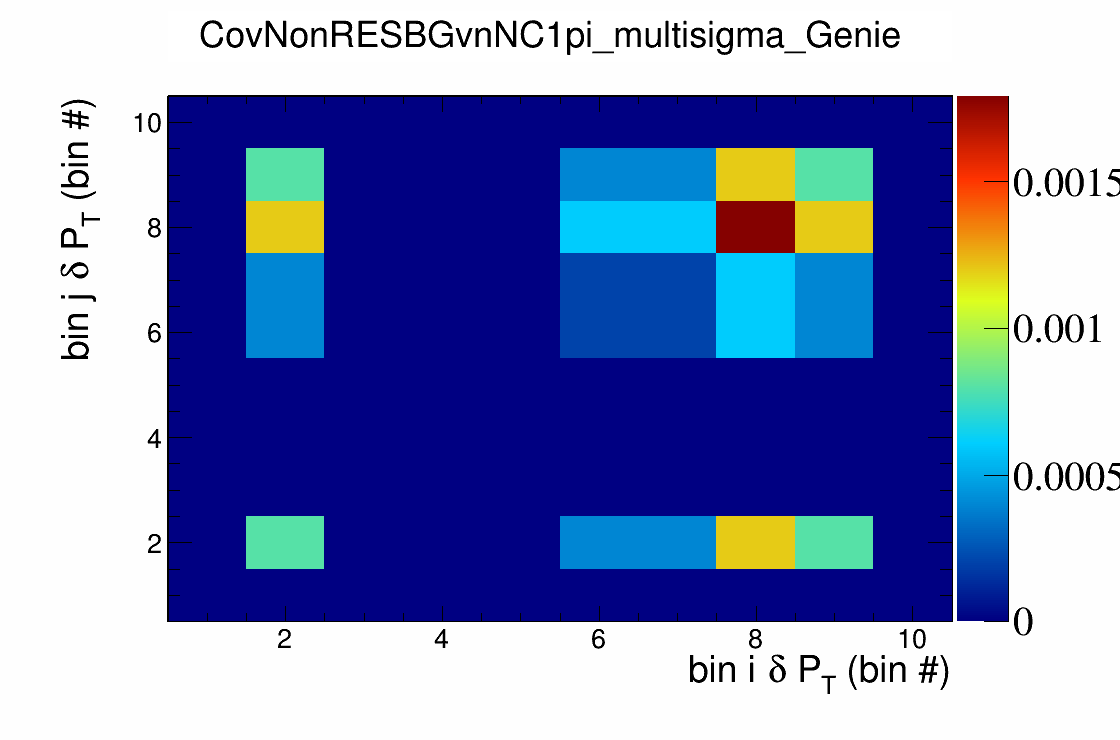 CovNonRESBGvnNC1pi_multisigma_Genie
bin j δ P_T (bin #)
10
8
6
4
2
2 4 6 8 10
bin i δ P_T (bin #)
0.0015
0.001
0.0005
0